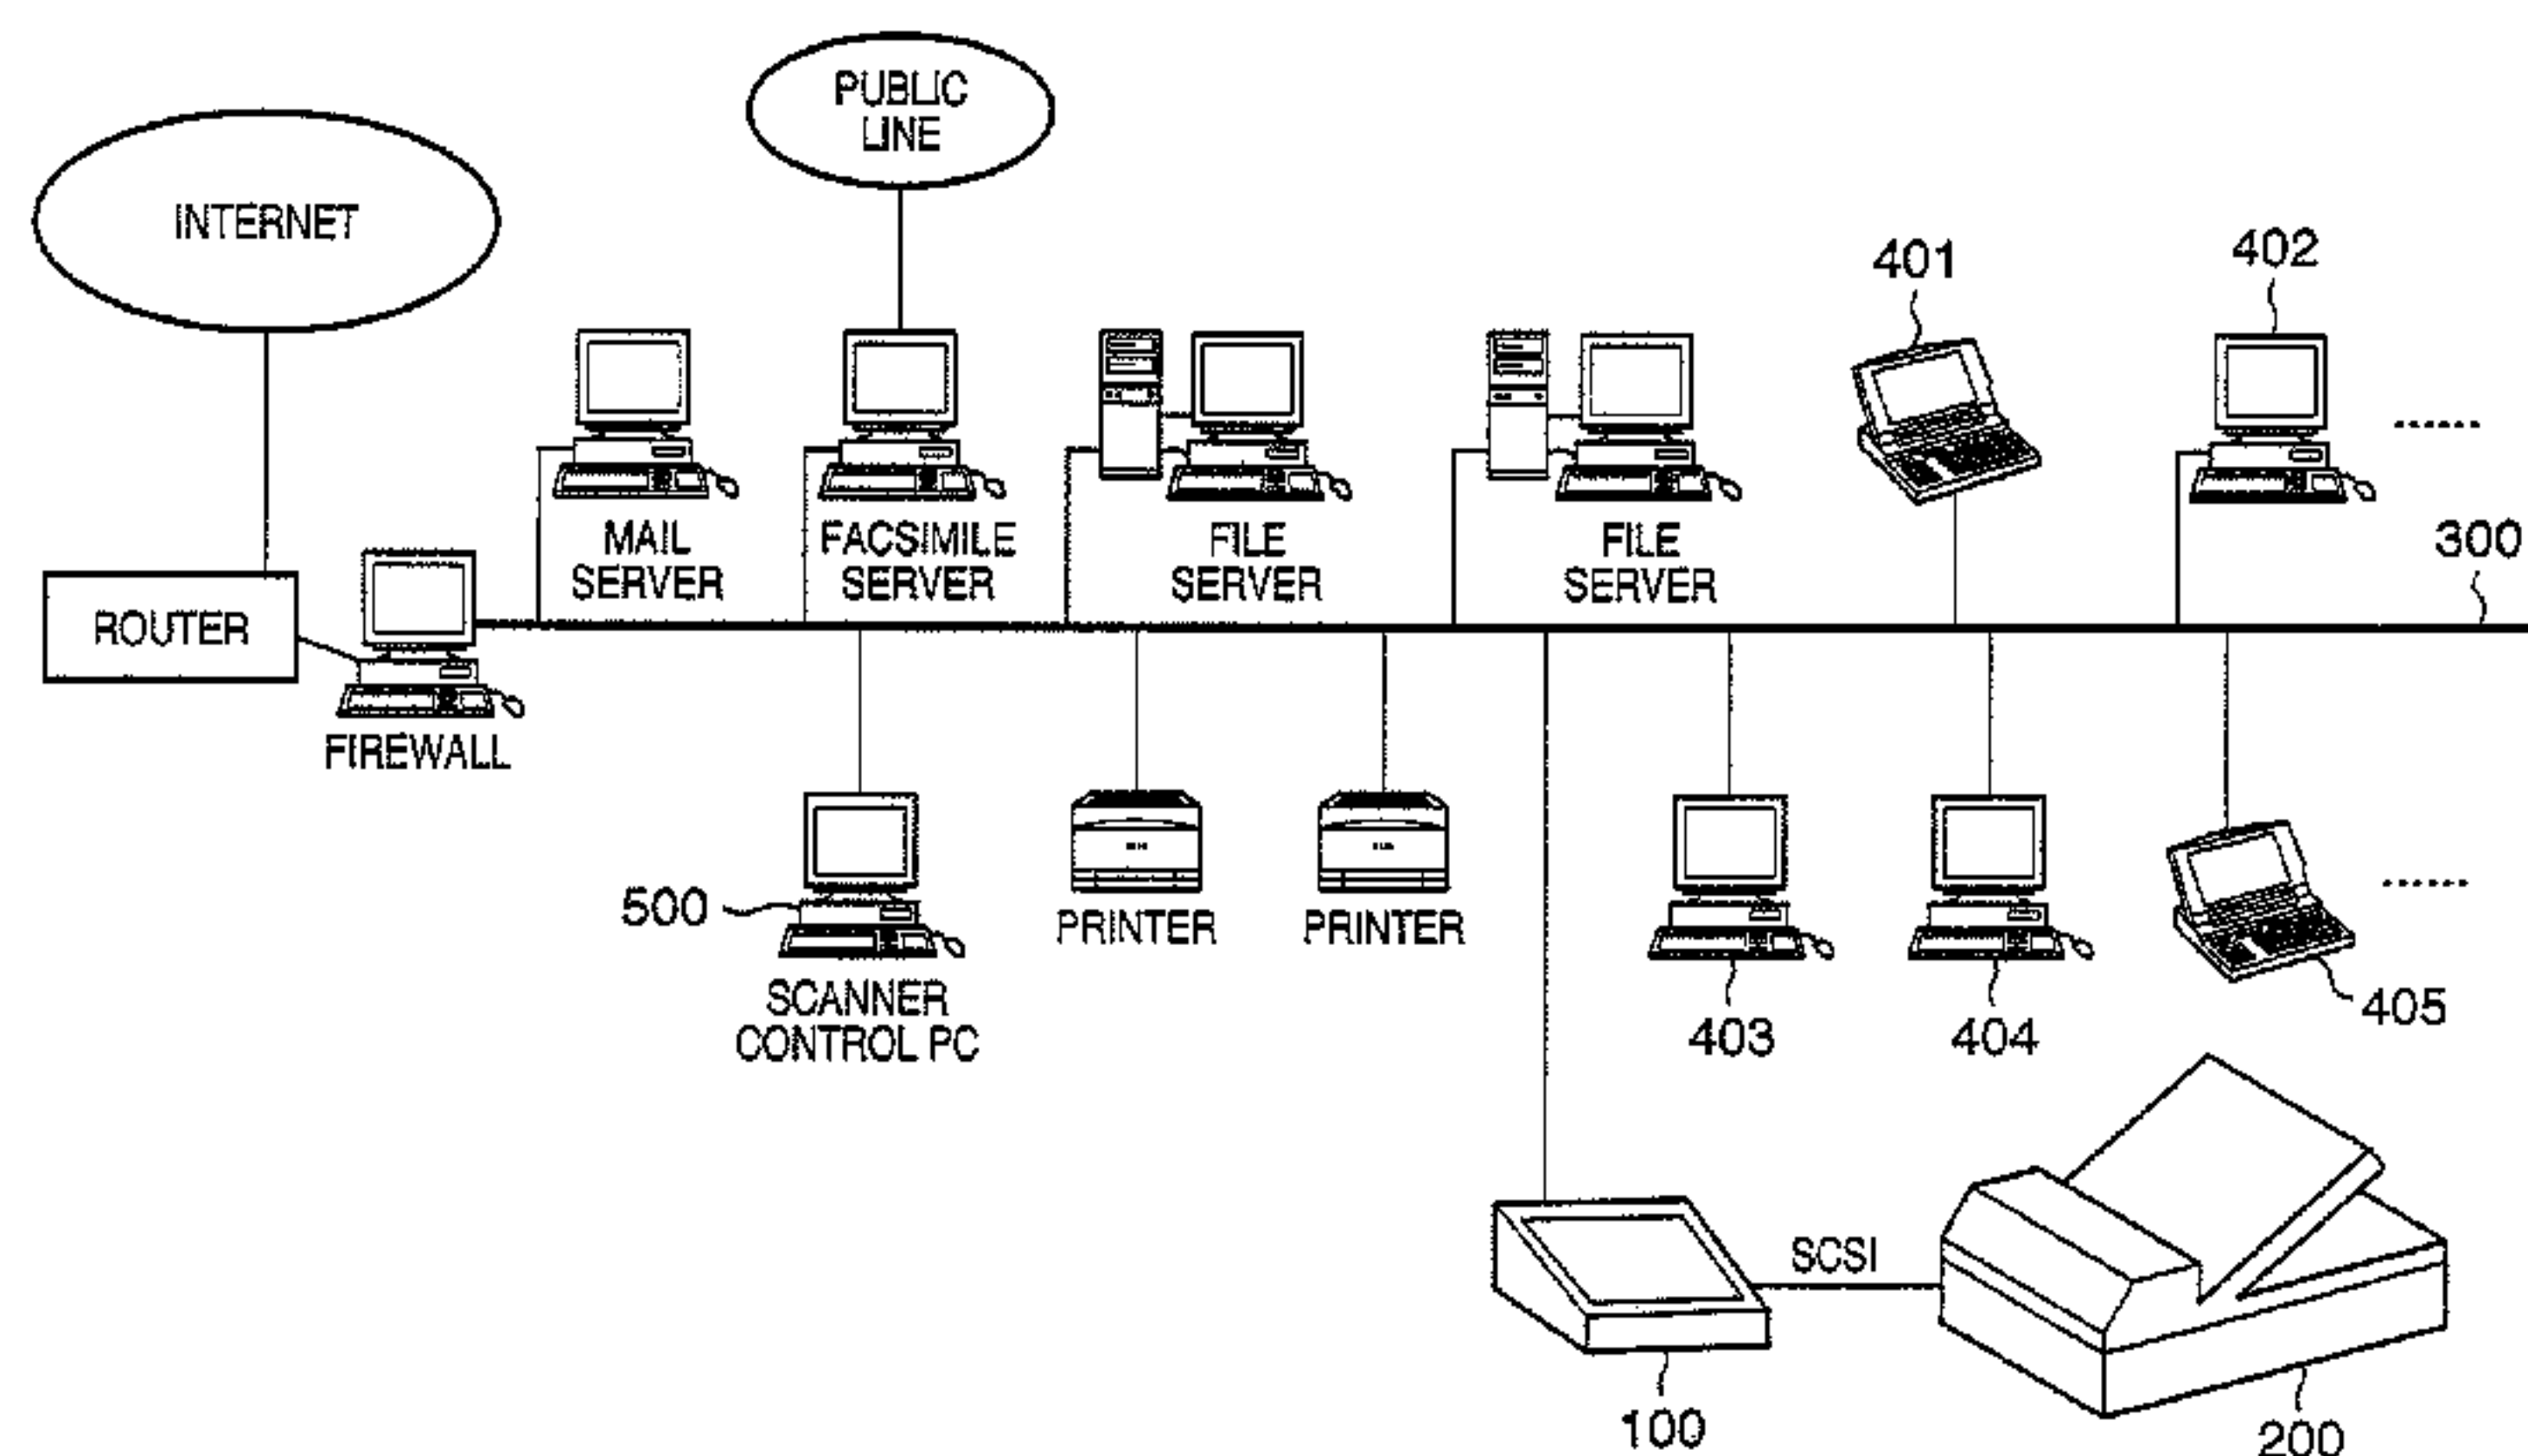 PUBLIC
LINE
INTERNET
401
402
MAIL
SERVER
FACSIMILE
SERVER
FILE
SERVER
FILE
SERVER
300
ROUTER
FIREWALL
500
SCANNER
CONTROL PC
PRINTER
PRINTER
403
404
405
SCSI
100
200